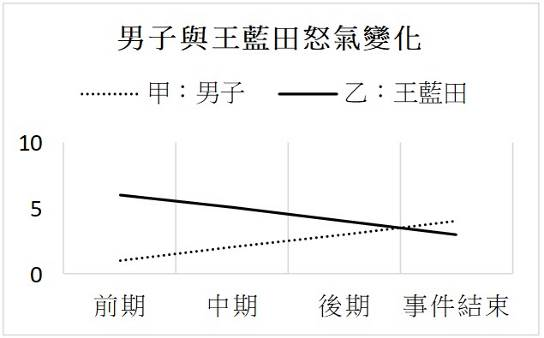 男子與王藍田怒氣變化
甲：男子 乙：王藍田
10
5
0
前期 中期 後期 事件結束